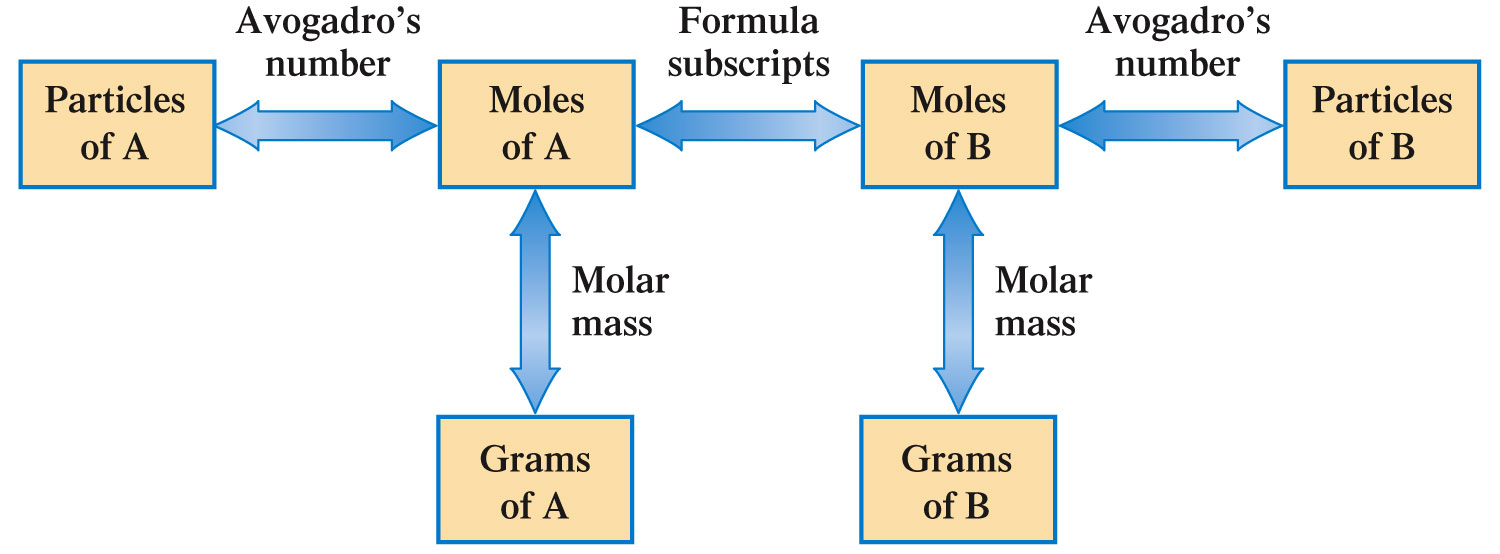 Avogadro's
number
Formula
subscripts
Avogadro's
number
Particles
of A
Moles
of A
Moles
of B
Particles
of B
Molar
mass
Molar
mass
Grams
of A
Grams
of B